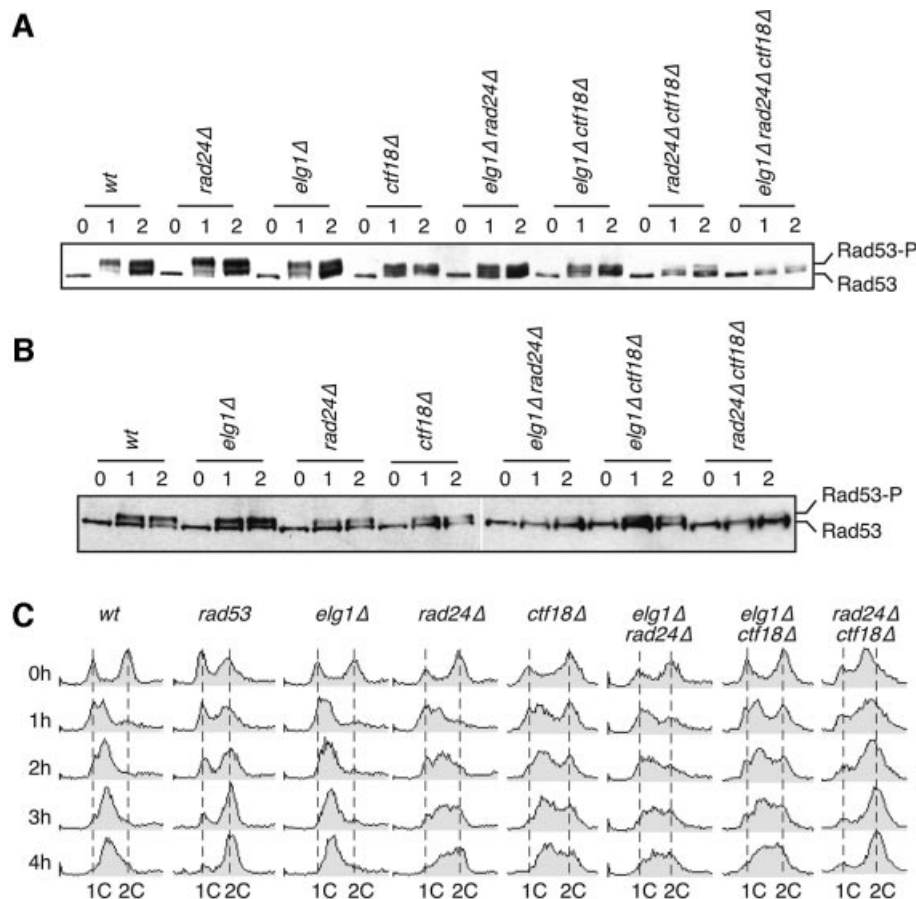 A
wt
rad24Δ
elg1Δ
ctf18Δ
elg1Δ rad24Δ
elg1Δ ctf18Δ
rad24Δ ctf18Δ
elg1Δ rad24Δ ctf18Δ
0 1 2 0 1 2 0 1 2 0 1 2 0 1 2 0 1 2 0 1 2 0 1 2
Rad53-P
Rad53
B
wt
elg1Δ
rad24Δ
ctf18Δ
elg1Δ rad24Δ
elg1Δ ctf18Δ
rad24Δ ctf18Δ
0 1 2 0 1 2 0 1 2 0 1 2 0 1 2 0 1 2 0 1 2
Rad53-P
Rad53
C
wt rad53 elg1Δ rad24Δ ctf18Δ elg1Δ elg1Δ rad24Δ
rad24Δ ctf18Δ ctf18Δ
0h
1h
2h
3h
4h
1C 2C 1C 2C 1C 2C 1C 2C 1C 2C 1C 2C 1C 2C 1C 2C